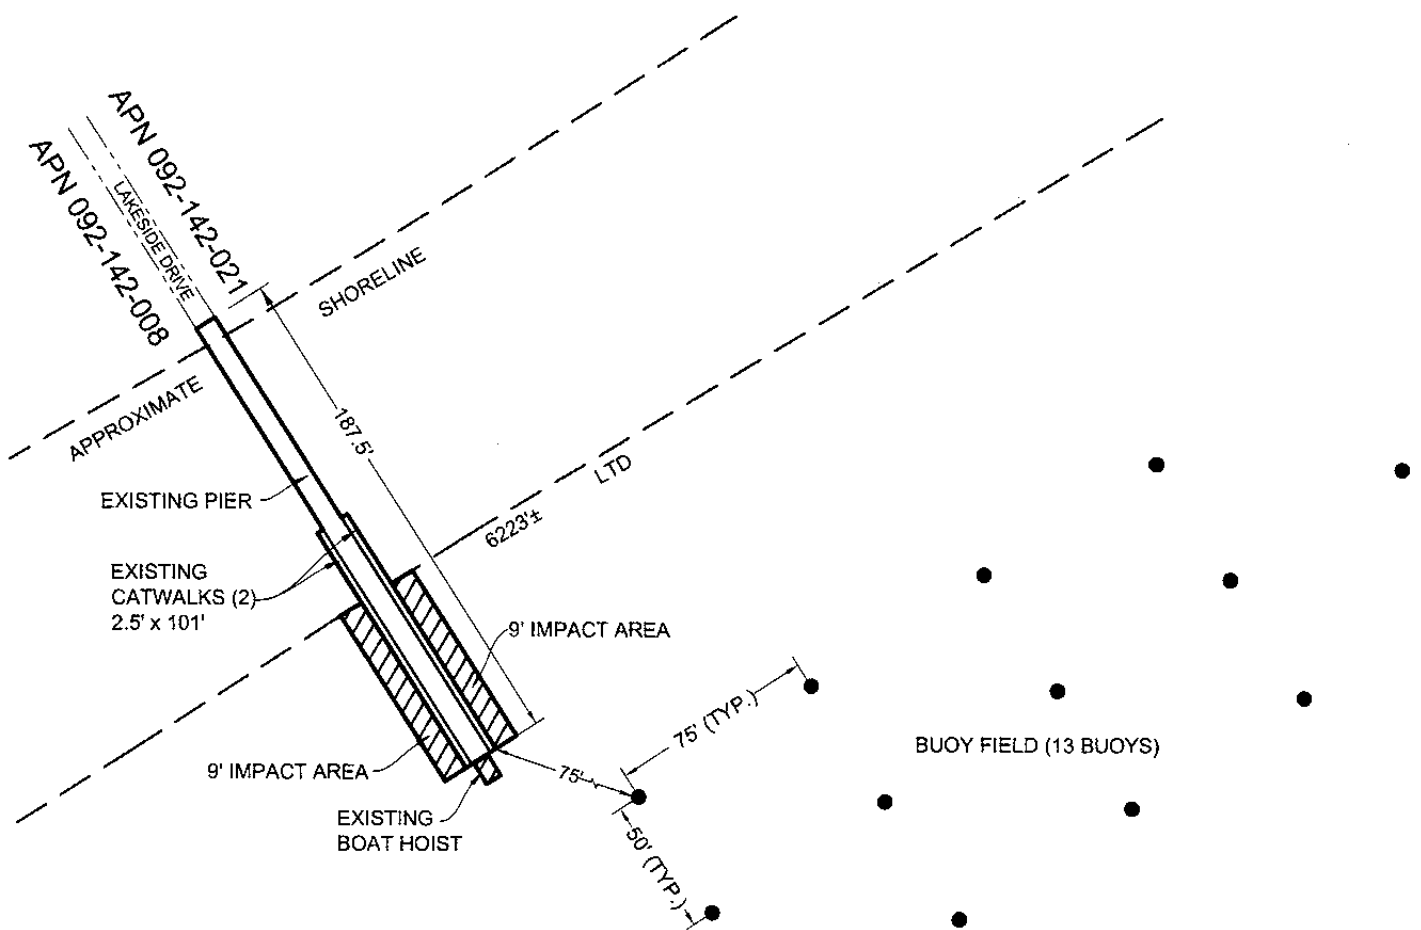 APN 092-142-021
LAKESIDE DRIVE
APN 092-142-008
SHORELINE
APPROXIMATE
187.5'
EXISTING PIER
LTD
6223'±
EXISTING
CATWALKS (2)
2.5' x 101'
9' IMPACT AREA
75' (TYP.)
BUOY FIELD (13 BUOYS)
9' IMPACT AREA
75'
EXISTING
BOAT HOIST
50' (TYP.)